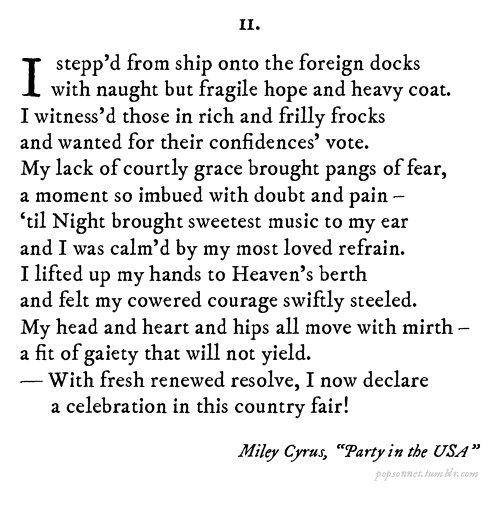 II.
I stepp’d from ship onto the foreign docks
with naught but fragile hope and heavy coat.
I witness’d those in rich and frilly frocks
and wanted for their confidences’ vote.
My lack of courtly grace brought pangs of fear,
a moment so imbued with doubt and pain –
‘til Night brought sweetest music to my ear
and I was calm’d by my most loved refrain.
I lifted up my hands to Heaven’s berth
and felt my cowered courage swiftly steeled.
My head and heart and hips all move with mirth –
a fit of gaiety that will not yield.
— With fresh renewed resolve, I now declare
a celebration in this country fair!
Miley Cyrus, “Party in the USA”
popsonnet.tumblr.com